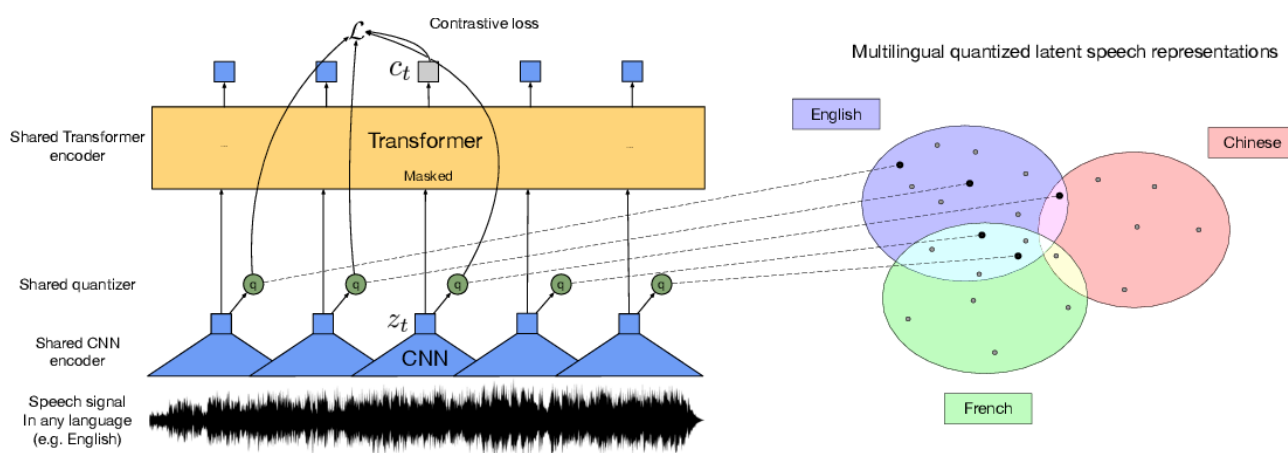 Contrastive loss
ℒ
c_t
Multilingual quantized latent speech representations
English
Chinese
Shared Transformer
encoder
Transformer
...
...
Masked
Shared quantizer
q
q
q
q
q
z_t
Shared CNN
encoder
CNN
Speech signal
In any language
(e.g. English)
French